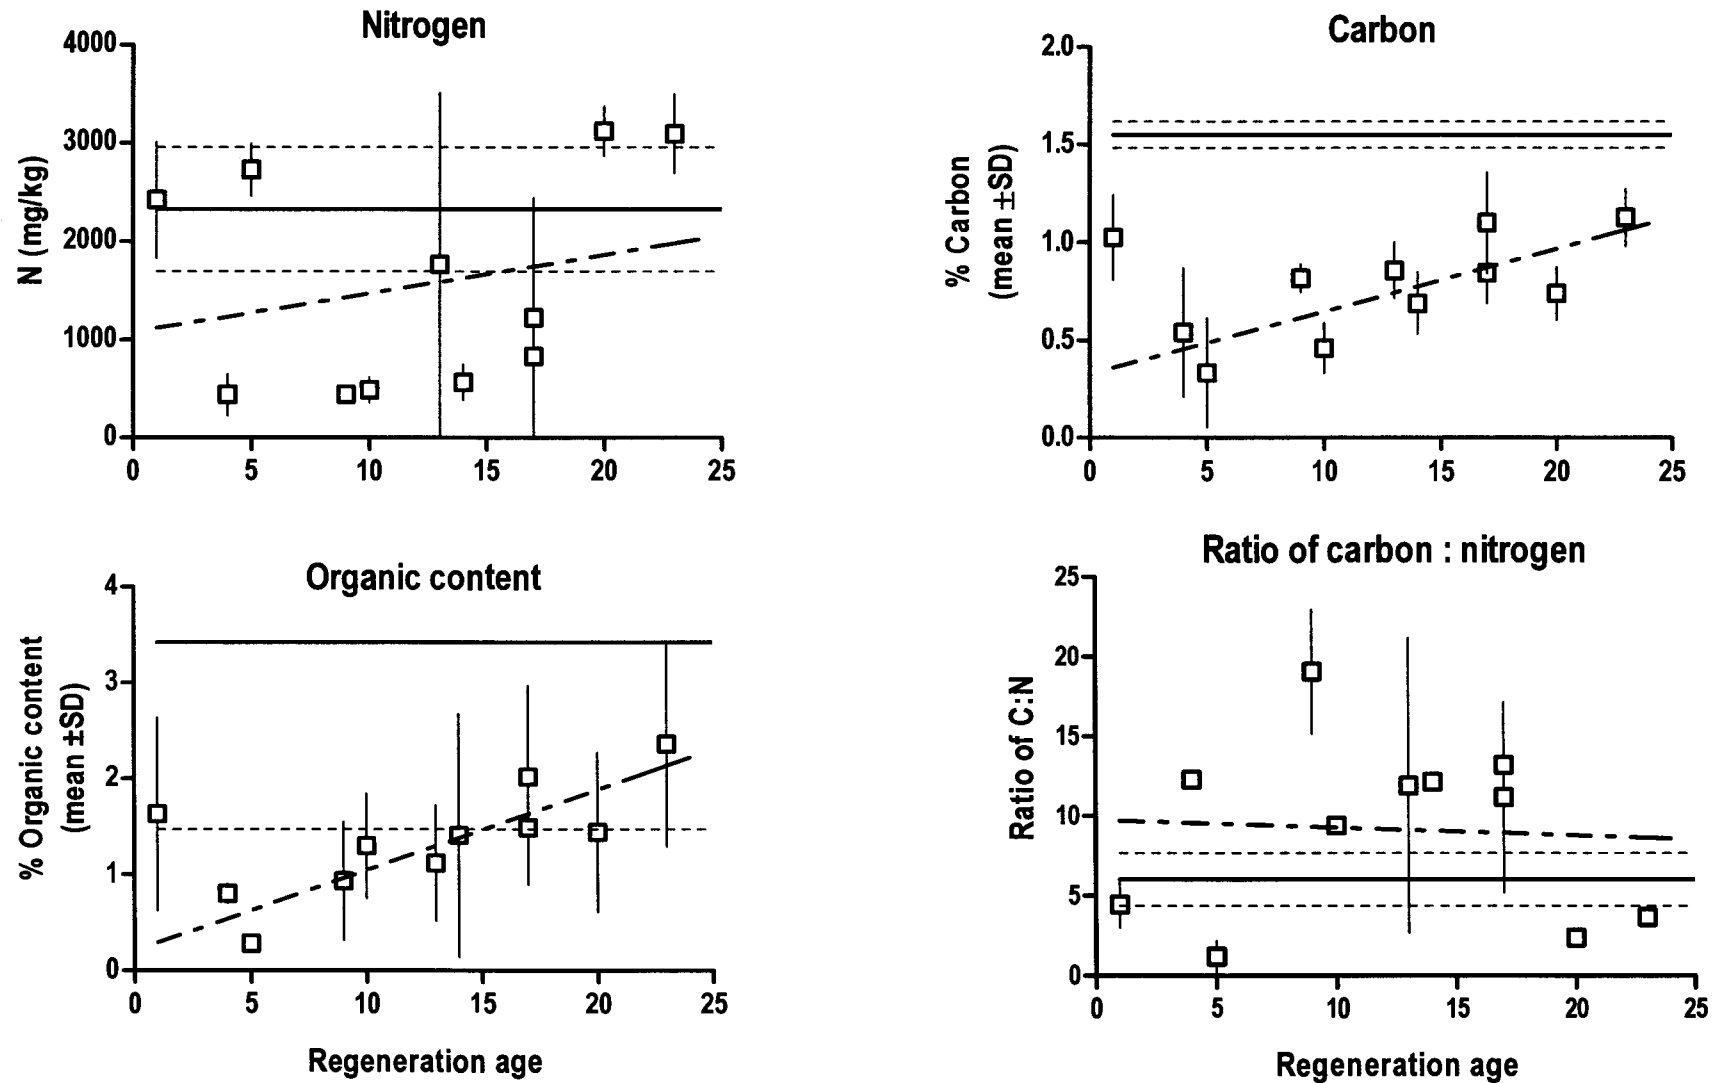 Nitrogen
4000
3000
2000
1000
0
N (mg/kg)
0 5 10 15 20 25
Carbon
2.0
1.5
1.0
0.5
0.0
% Carbon
(mean ±SD)
0 5 10 15 20 25
Organic content
4
3
2
1
0
% Organic content
(mean ±SD)
0 5 10 15 20 25
Regeneration age
Ratio of carbon : nitrogen
25
20
15
10
5
0
Ratio of C:N
0 5 10 15 20 25
Regeneration age